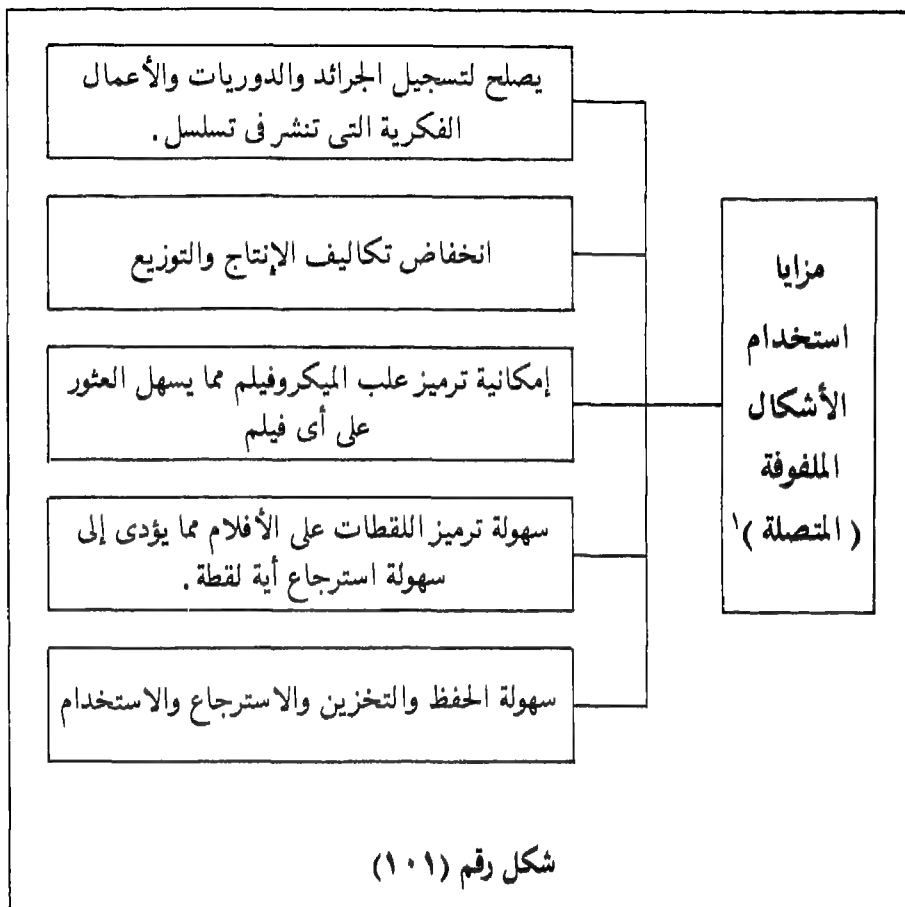 مزايا
استخدام
الأشكال
الملفوفة
( المتصلة )١
يصلح لتسجيل الجرائد والدوريات والأعمال
الفكرية التى تنشر فى تسلسل .
انخفاض تكاليف الإنتاج والتوزيع
إمكانية ترميز علب الميكروفيلم مما يسهل العثور
على أى فيلم
سهولة ترميز اللقطات على الأفلام مما يؤدى إلى
سهولة استرجاع أية لقطة .
سهولة الحفظ والتخزين والاسترجاع والاستخدام
شكل رقم (١٠١)